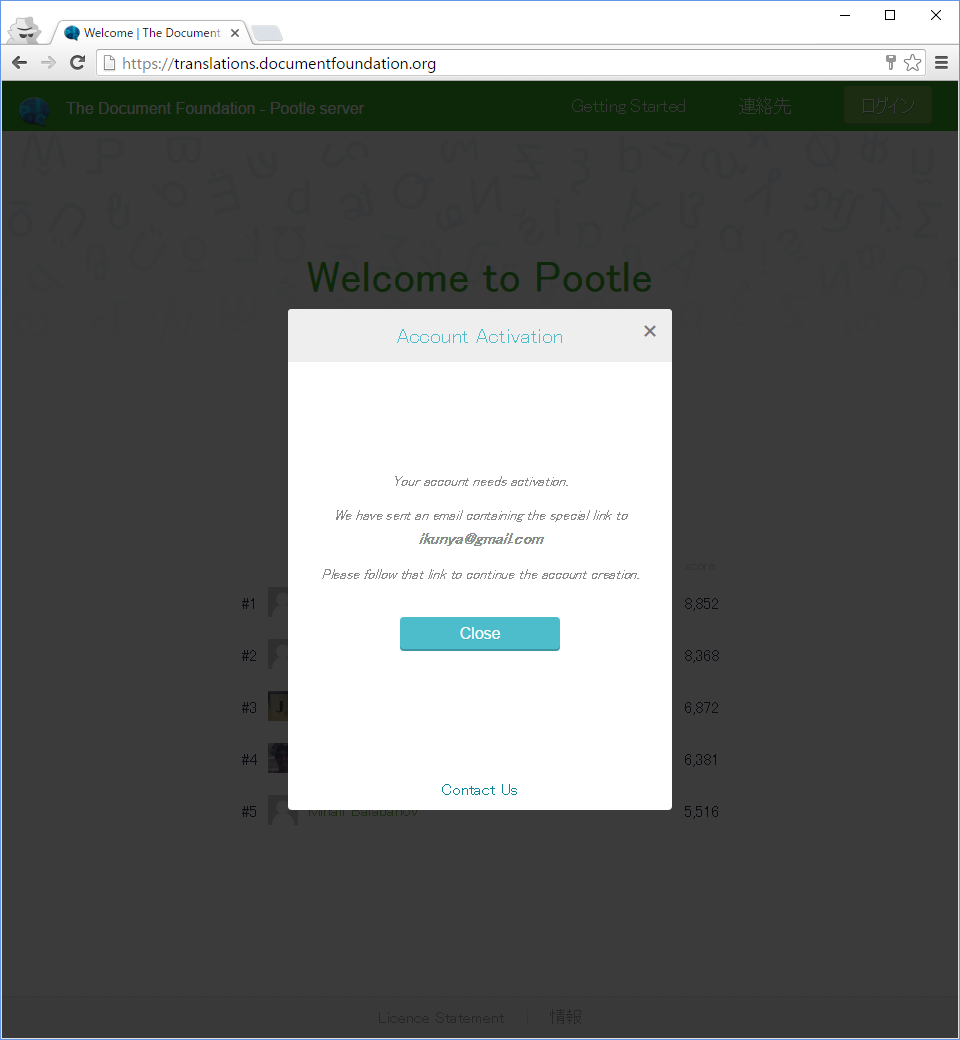 Welcome | The Document
https://translations.documentfoundation.org
The Document Foundation - Pootle server
Getting Started
連絡先
ログイン
Welcome to Pootle
Account Activation
Your account needs activation.
We have sent an email containing the special link to
ikunya@gmail.com
Please follow that link to continue the account creation.
Close
Contact Us
score
#1 8,852
#2 8,368
#3 6,872
#4 6,381
#5 Mihail Balabanov 5,516
Licence Statement
情報